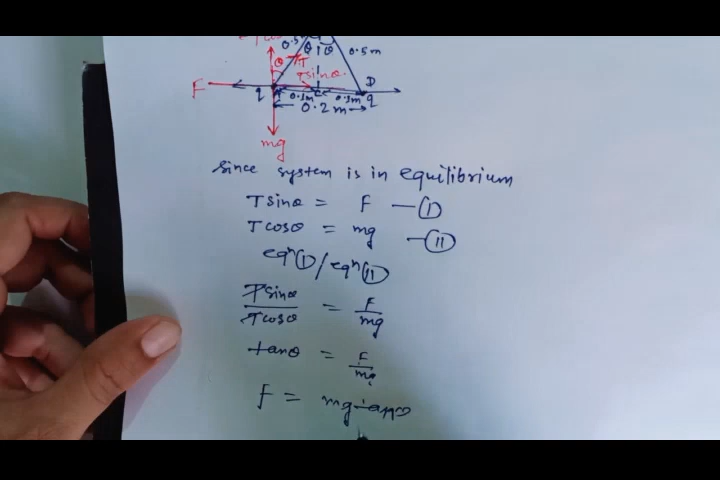 0.5m
0.5m
θ θ
θ T
Tsinθ
F
q A C D q
0.1m 0.1m
0.2 m
mg
Since system is in equilibrium
Tsinθ = F — (I)
Tcosθ = mg — (II)
eqⁿ(I)/eqⁿ(II)
Tsinθ/Tcosθ = F/mg
tanθ = F/mg
F = mg tanθ